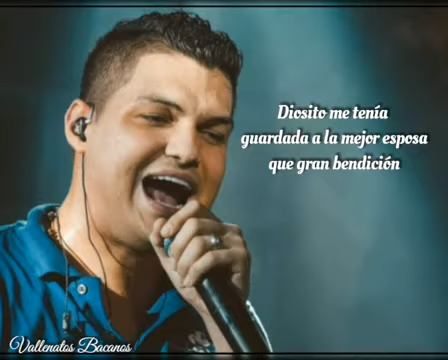 Diosito me tenía
guardada a la mejor esposa
que gran bendición
Vallenatos Bacanos